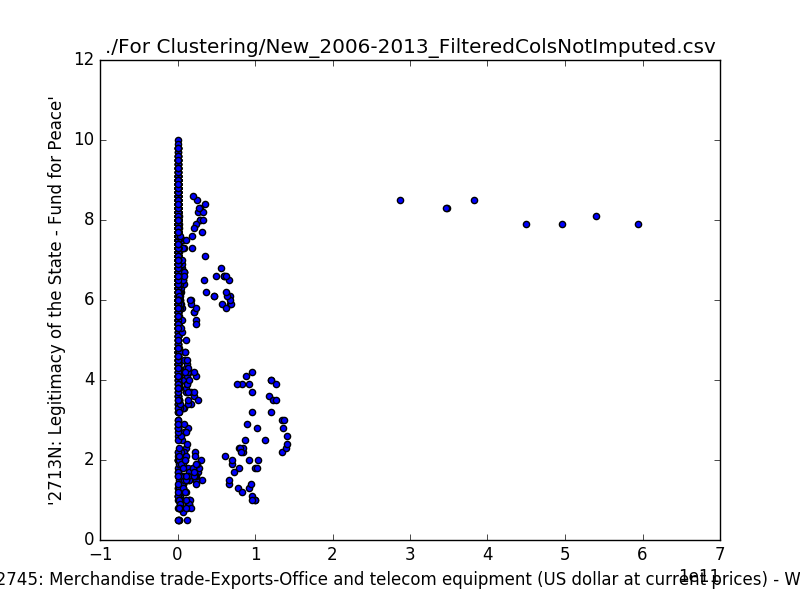 ./For Clustering/New_2006-2013_FilteredColsNotImputed.csv
'2713N: Legitimacy of the State - Fund for Peace'
12
10
8
6
4
2
0
−1 0 1 2 3 4 5 6 7
1e11
2745: Merchandise trade-Exports-Office and telecom equipment (US dollar at current prices) - W